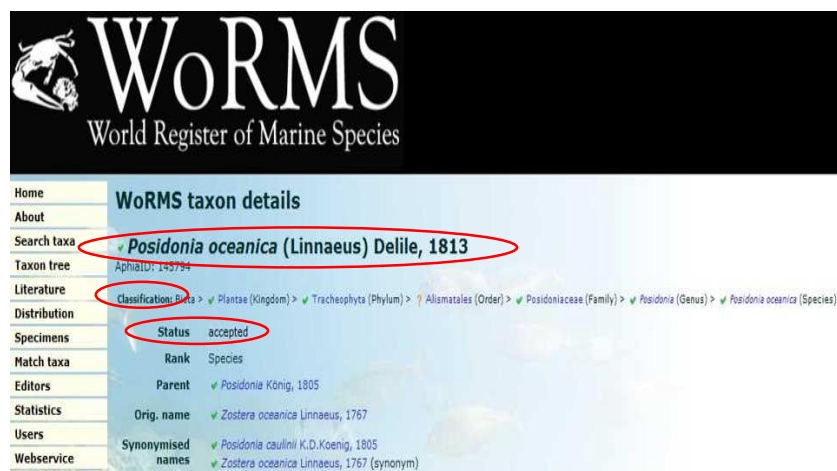 WoRMS
World Register of Marine Species
Home
About
Search taxa
Taxon tree
Literature
Distribution
Specimens
Match taxa
Editors
Statistics
Users
Webservice
WoRMS taxon details
Posidonia oceanica (Linnaeus) Delile, 1813
AphiaID: 145794
Classification: Biota > Plantae (Kingdom) > Tracheophyta (Phylum) > ? Alismatales (Order) > Posidoniaceae (Family) > Posidonia (Genus) > Posidonia oceanica (Species)
Status accepted
Rank Species
Parent Posidonia König, 1805
Orig. name Zostera oceanica Linnaeus, 1767
Synonymised names Posidonia caulinii K.D.Koenig, 1805
Zostera oceanica Linnaeus, 1767 (synonym)